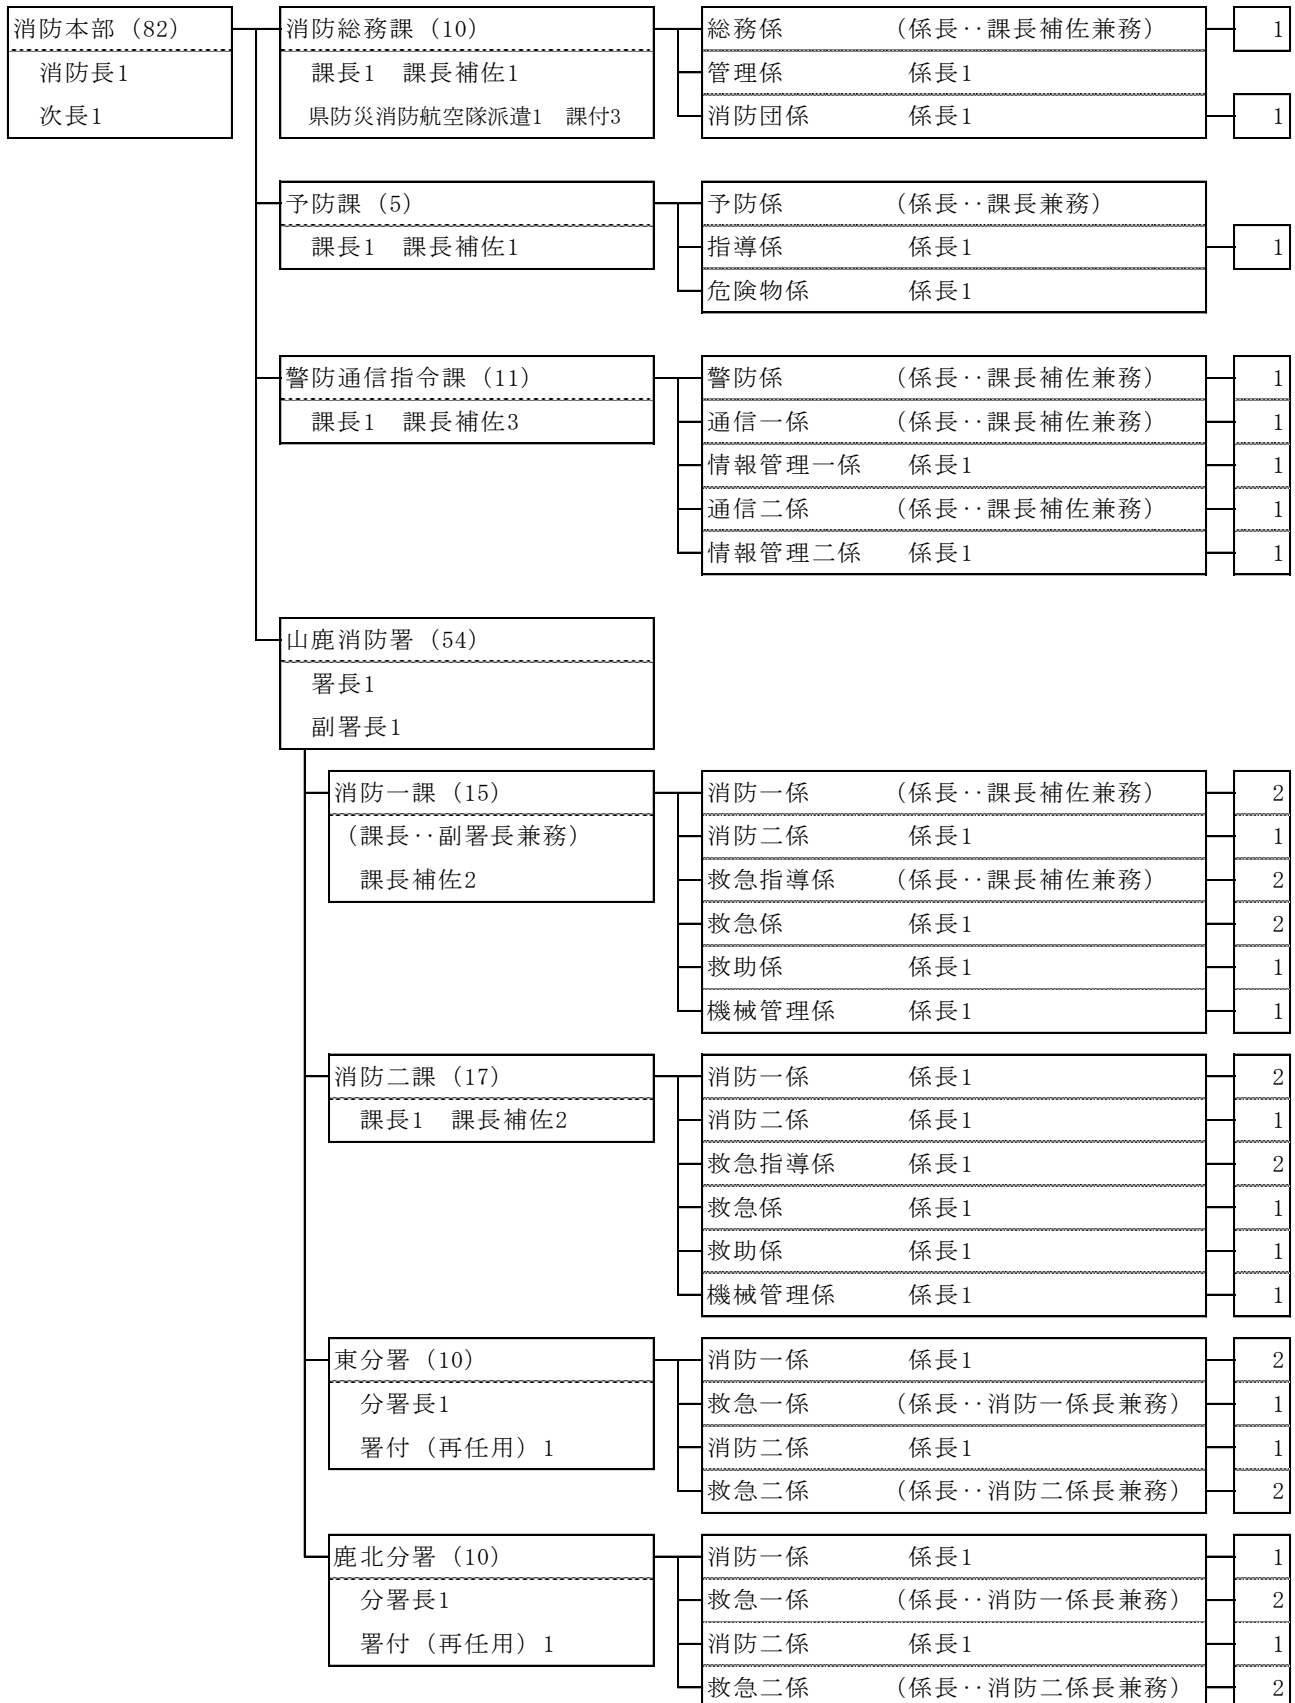 消防本部（82）
消防長1
次長1
消防総務課（10）
課長1　課長補佐1
県防災消防航空隊派遣1　課付3
総務係　（係長‥課長補佐兼務）　1
管理係　係長1
消防団係　係長1　1
予防課（5）
課長1　課長補佐1
予防係　（係長‥課長兼務）
指導係　係長1　1
危険物係　係長1
警防通信指令課（11）
課長1　課長補佐3
警防係　（係長‥課長補佐兼務）　1
通信一係　（係長‥課長補佐兼務）　1
情報管理一係　係長1　1
通信二係　（係長‥課長補佐兼務）　1
情報管理二係　係長1　1
山鹿消防署（54）
署長1
副署長1
消防一課（15）
（課長‥副署長兼務）
課長補佐2
消防一係　（係長‥課長補佐兼務）　2
消防二係　係長1　1
救急指導係　（係長‥課長補佐兼務）　2
救急係　係長1　2
救助係　係長1　1
機械管理係　係長1　1
消防二課（17）
課長1　課長補佐2
消防一係　係長1　2
消防二係　係長1　1
救急指導係　係長1　2
救急係　係長1　1
救助係　係長1　1
機械管理係　係長1　1
東分署（10）
分署長1
署付（再任用）1
消防一係　係長1　2
救急一係　（係長‥消防一係長兼務）　1
消防二係　係長1　1
救急二係　（係長‥消防二係長兼務）　2
鹿北分署（10）
分署長1
署付（再任用）1
消防一係　係長1　1
救急一係　（係長‥消防一係長兼務）　2
消防二係　係長1　1
救急二係　（係長‥消防二係長兼務）　2